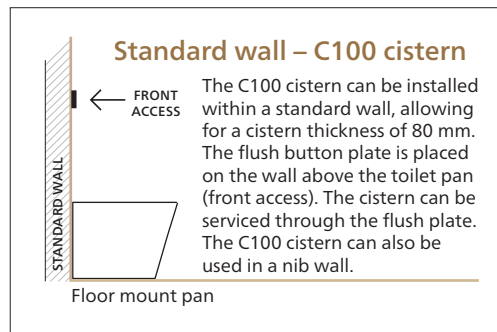 Standard wall – C100 cistern
The C100 cistern can be installed
within a standard wall, allowing
for a cistern thickness of 80 mm.
The flush button plate is placed
on the wall above the toilet pan
(front access). The cistern can be
serviced through the flush plate.
The C100 cistern can also be
used in a nib wall.
FRONT
ACCESS
STANDARD WALL
Floor mount pan